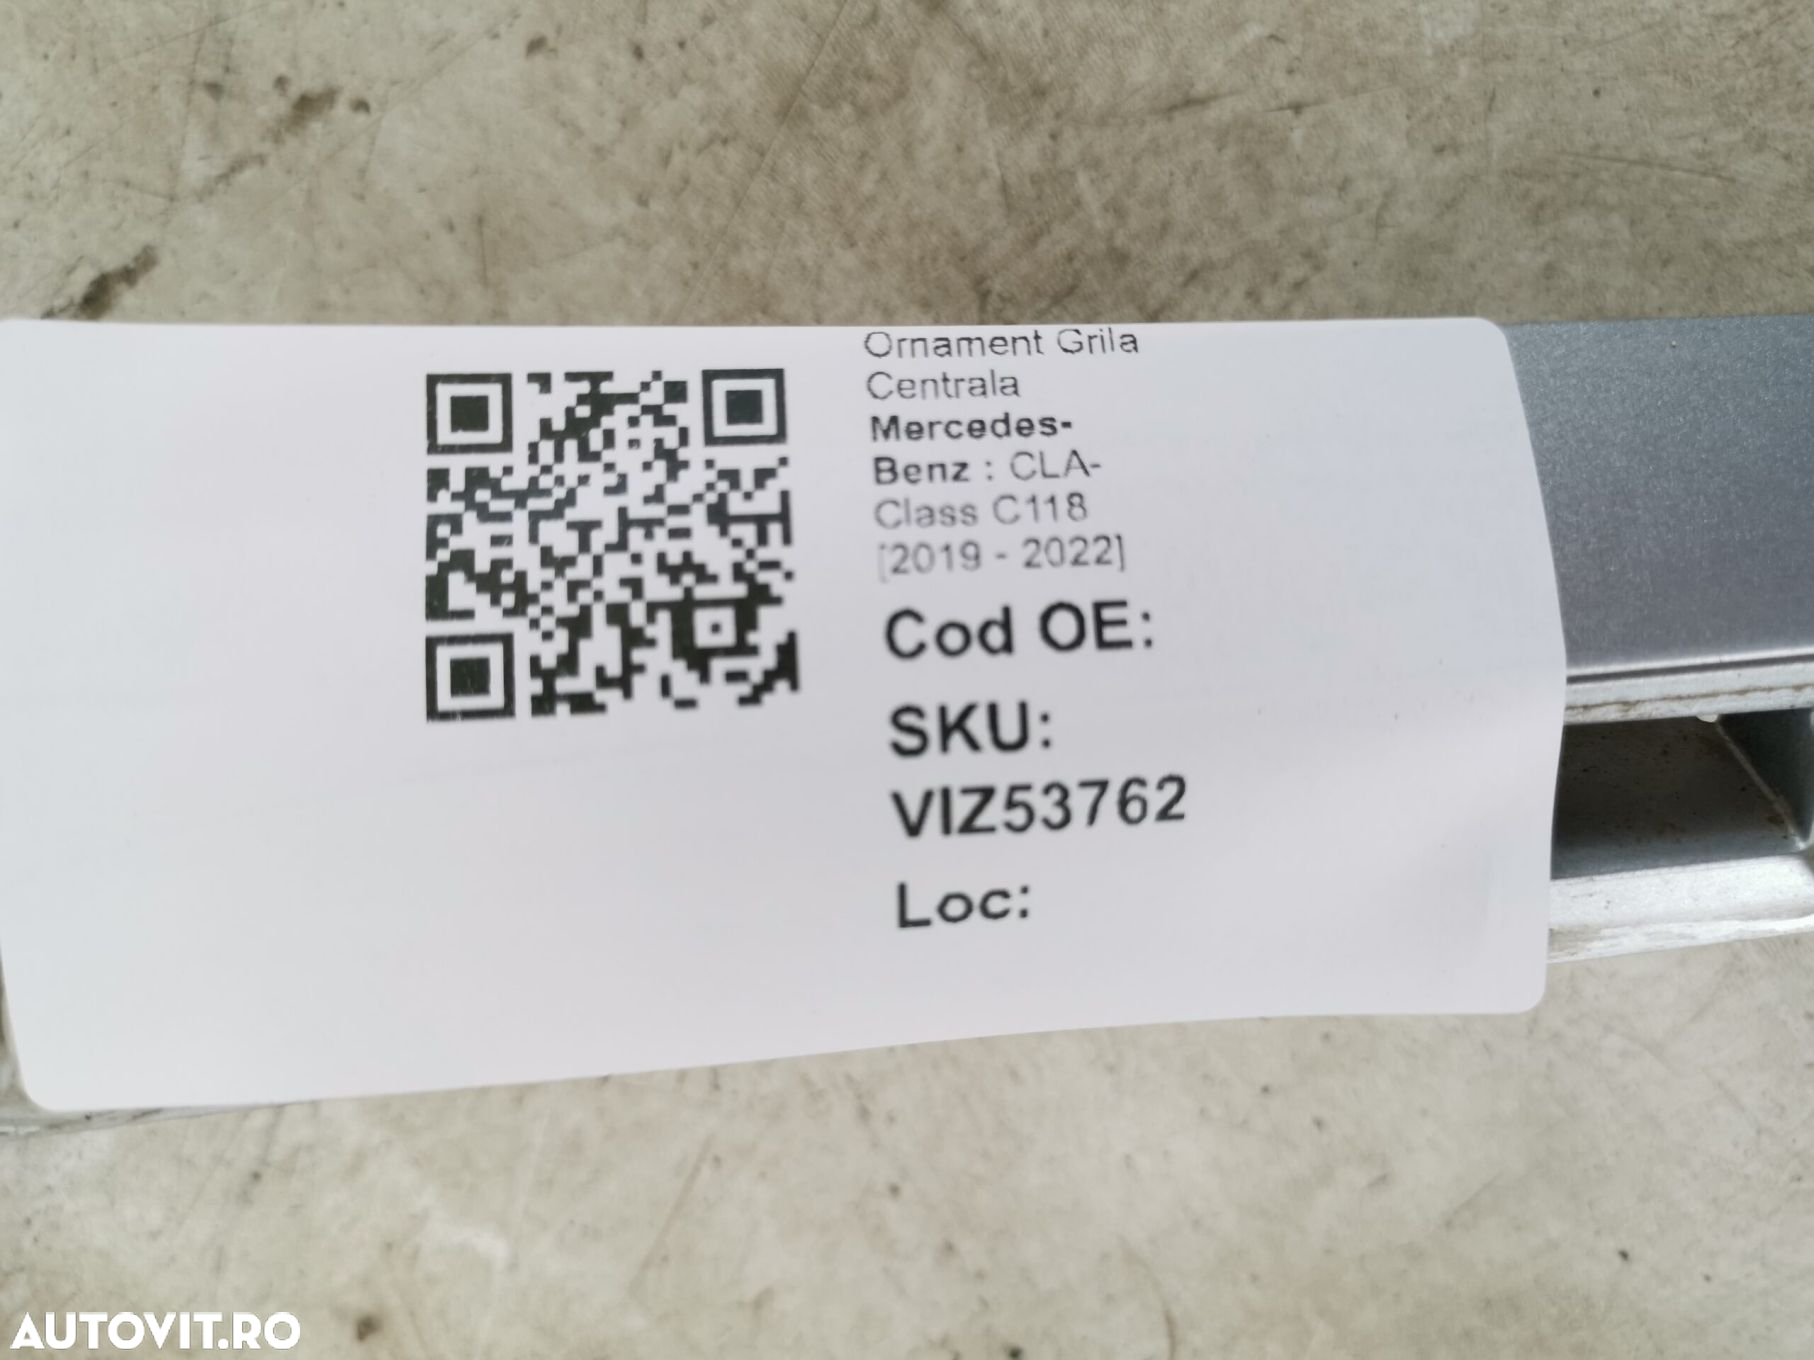 Ornament Grila
Centrala
Mercedes-
Benz : CLA-
Class C118
[2019 - 2022]
Cod OE:
SKU:
VIZ53762
Loc:
AUTOVIT.RO